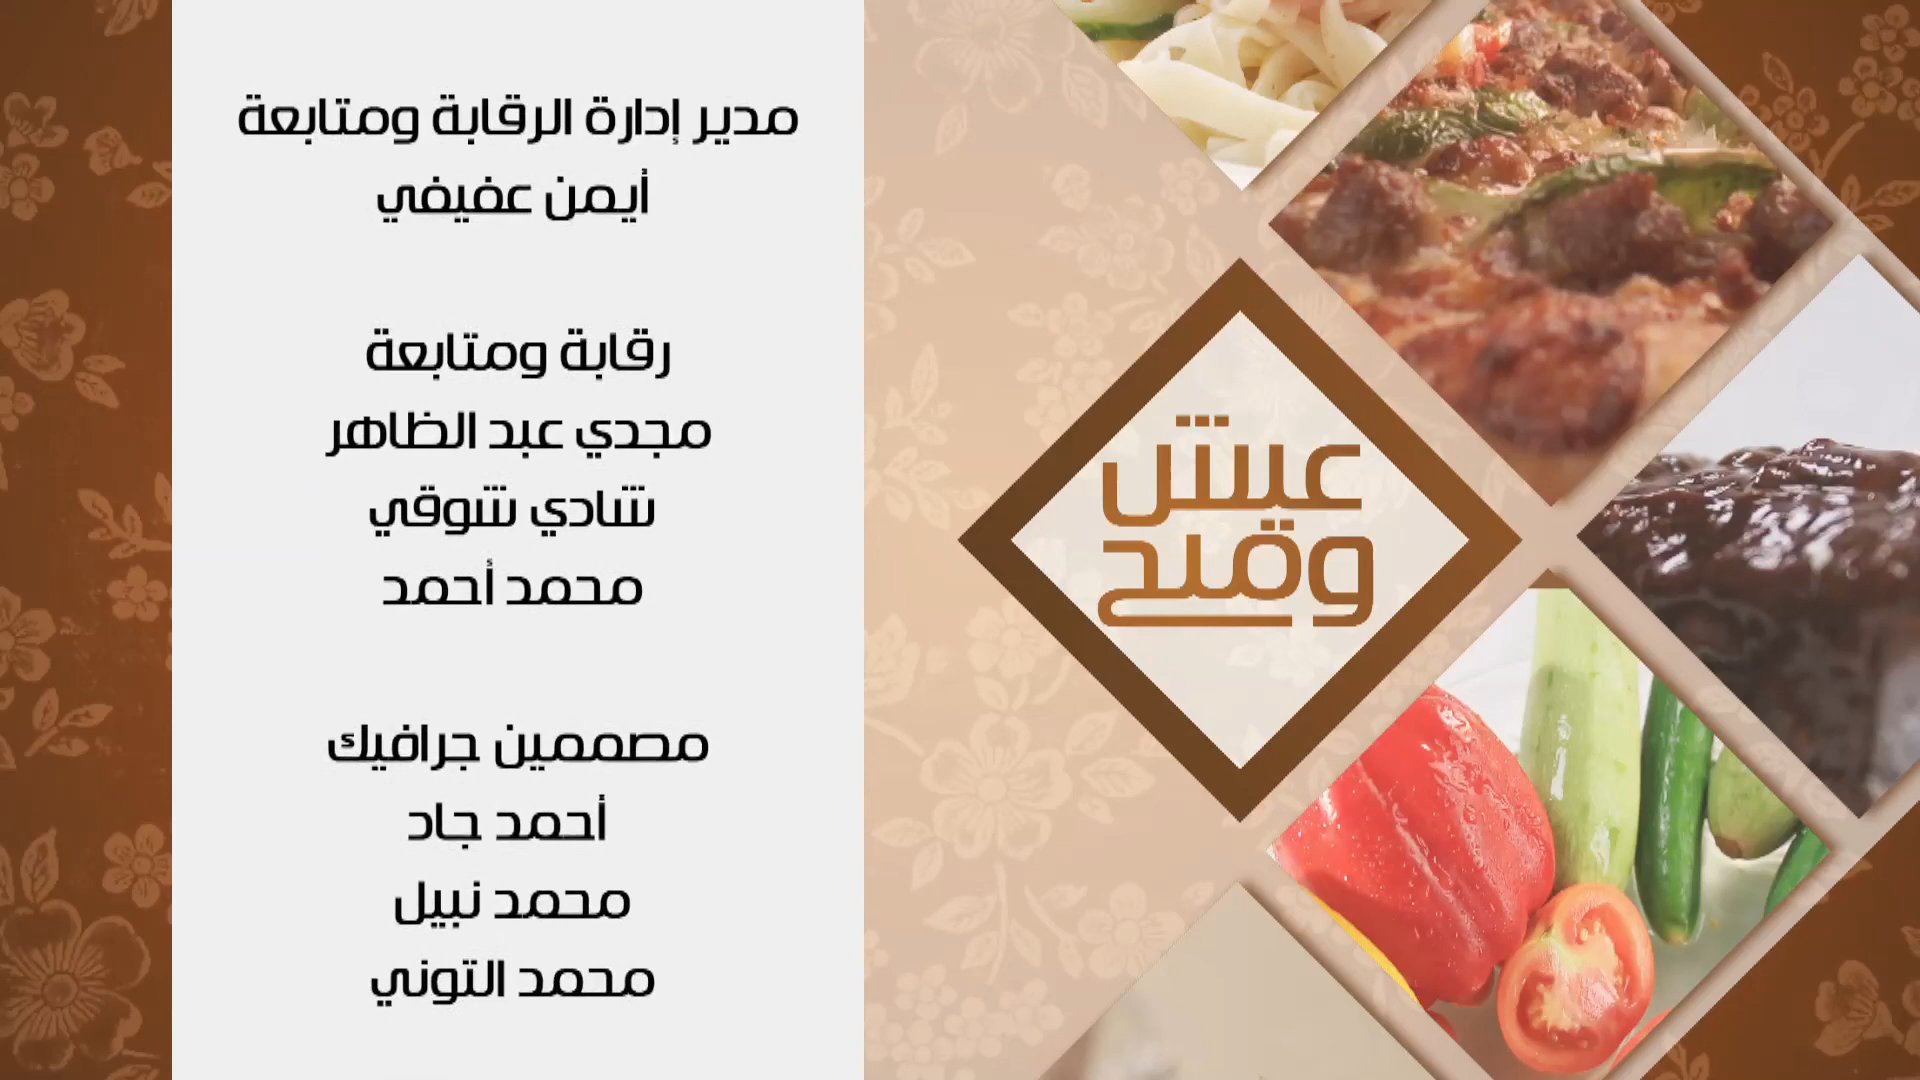 مدير إدارة الرقابة ومتابعة
أيمن عفيفي
رقابة ومتابعة
مجدي عبد الظاهر
شادي شوقي
محمد أحمد
مصممين جرافيك
أحمد جاد
محمد نبيل
محمد التوني
عيش
وملح